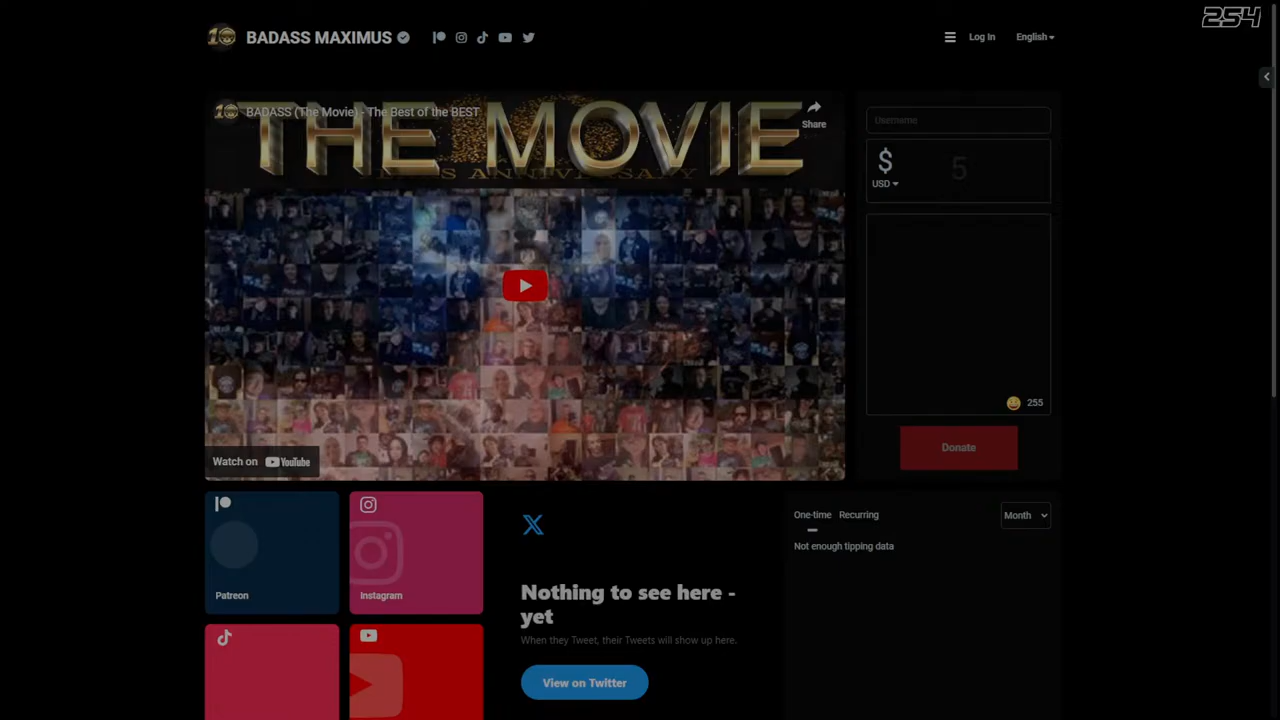 254
BADASS MAXIMUS
Log In
English
BADASS (The Movie) - The Best of the BEST
Share
THE MOVIE
ANNIVERSARY
Username
$
USD
5
255
Donate
Watch on YouTube
Patreon
Instagram
Nothing to see here -
yet
When they Tweet, their Tweets will show up here.
View on Twitter
One-time Recurring
Month
Not enough tipping data